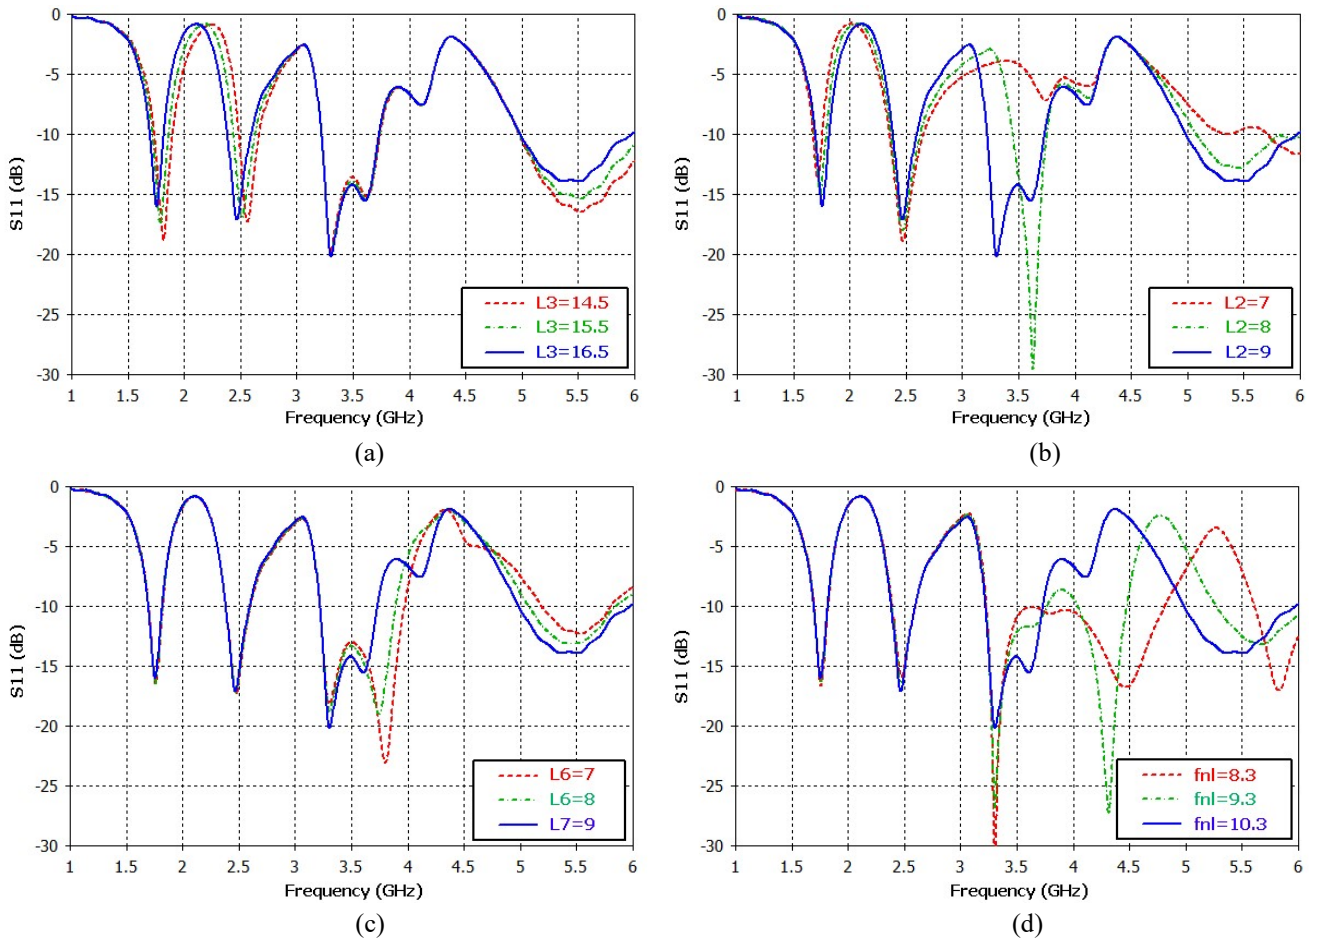 0
-5
-10
-15
-20
-25
-30
S11 (dB)
L3=14.5
L3=15.5
L3=16.5
1 1.5 2 2.5 3 3.5 4 4.5 5 5.5 6
Frequency (GHz)
(a)
0
-5
-10
-15
-20
-25
-30
S11 (dB)
L2=7
L2=8
L2=9
1 1.5 2 2.5 3 3.5 4 4.5 5 5.5 6
Frequency (GHz)
(b)
0
-5
-10
-15
-20
-25
-30
S11 (dB)
L6=7
L6=8
L7=9
1 1.5 2 2.5 3 3.5 4 4.5 5 5.5 6
Frequency (GHz)
(c)
0
-5
-10
-15
-20
-25
-30
S11 (dB)
fnl=8.3
fnl=9.3
fnl=10.3
1 1.5 2 2.5 3 3.5 4 4.5 5 5.5 6
Frequency (GHz)
(d)